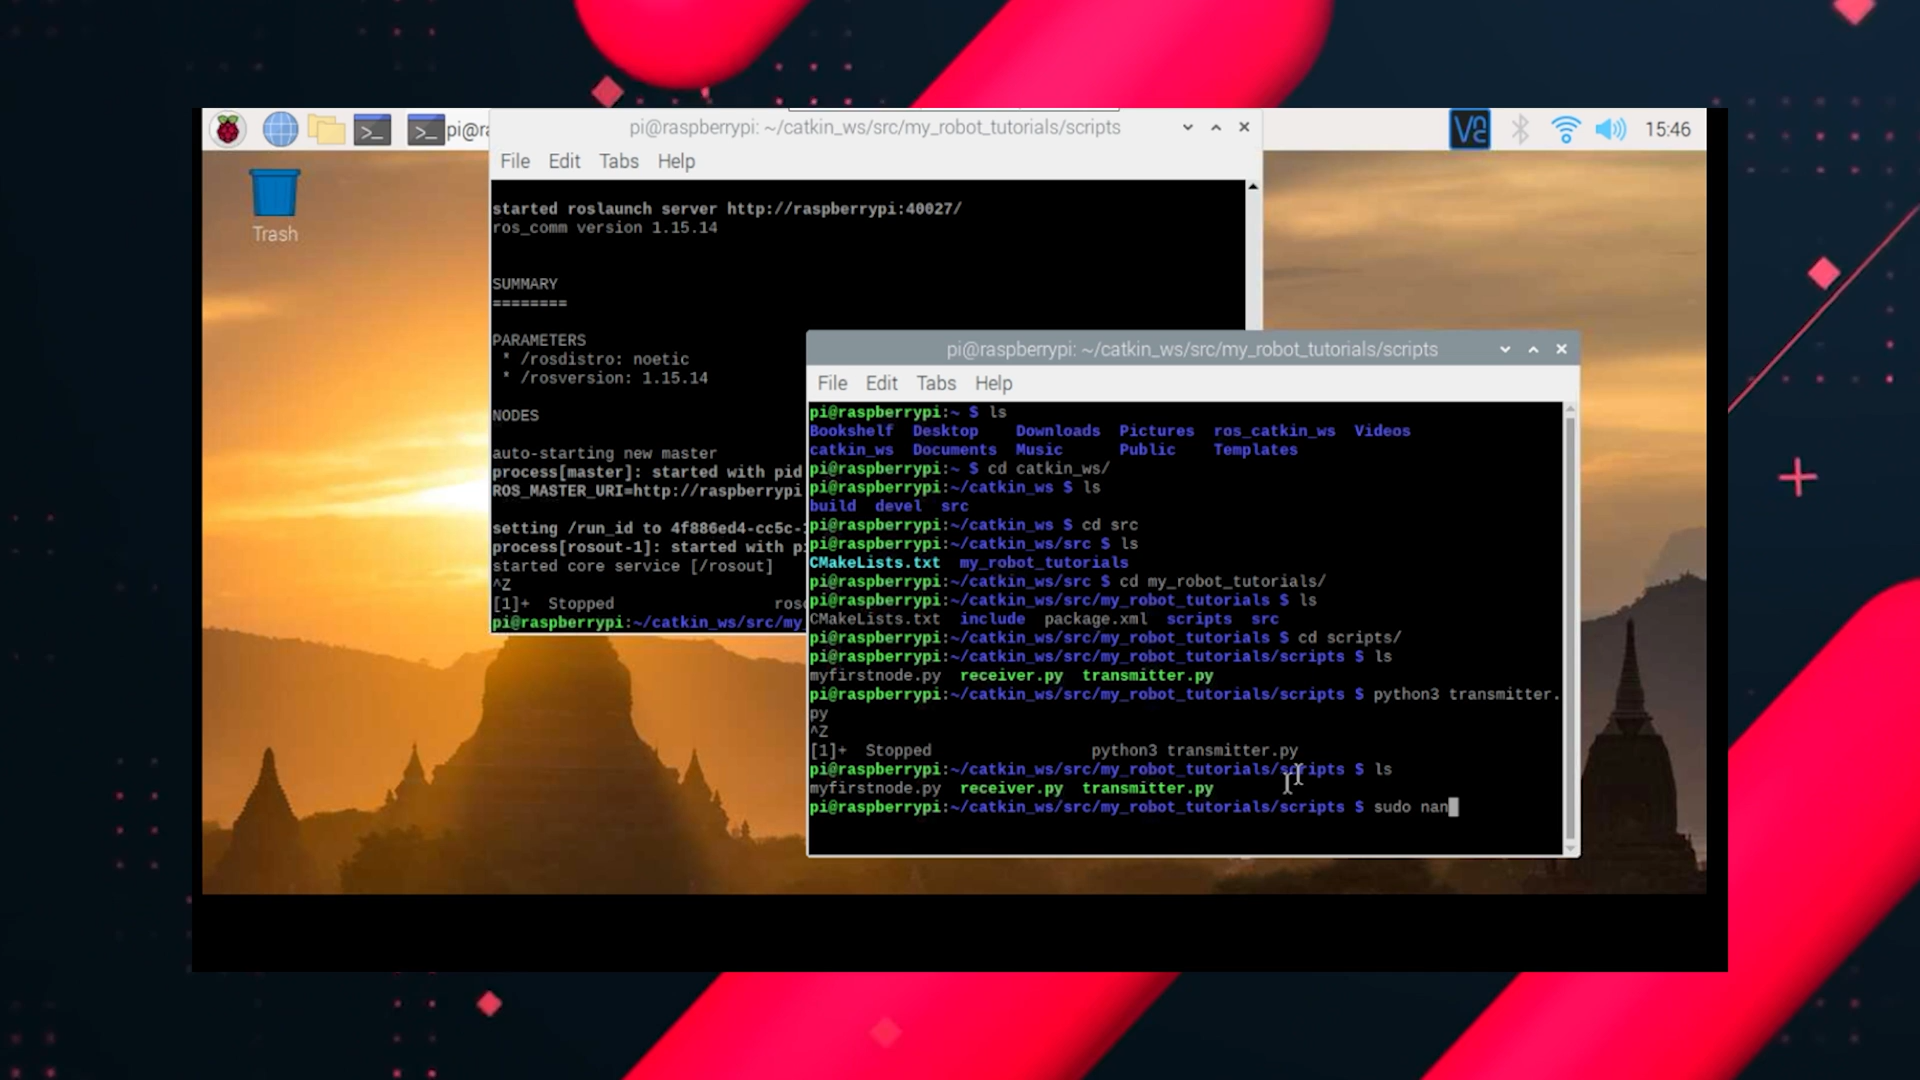 pi@ra
15:46
Trash
pi@raspberrypi: ~/catkin_ws/src/my_robot_tutorials/scripts
File Edit Tabs Help
started roslaunch server http://raspberrypi:40027/
ros_comm version 1.15.14
SUMMARY
========
PARAMETERS
* /rosdistro: noetic
* /rosversion: 1.15.14
NODES
auto-starting new master
process[master]: started with pid
ROS_MASTER_URI=http://raspberrypi
setting /run_id to 4f886ed4-cc5c-
process[rosout-1]: started with p
started core service [/rosout]
^Z
[1]+ Stopped rosc
pi@raspberrypi:~/catkin_ws/src/my_
pi@raspberrypi: ~/catkin_ws/src/my_robot_tutorials/scripts
File Edit Tabs Help
pi@raspberrypi:~ $ ls
Bookshelf Desktop Downloads Pictures ros_catkin_ws Videos
catkin_ws Documents Music Public Templates
pi@raspberrypi:~ $ cd catkin_ws/
pi@raspberrypi:~/catkin_ws $ ls
build devel src
pi@raspberrypi:~/catkin_ws $ cd src
pi@raspberrypi:~/catkin_ws/src $ ls
CMakeLists.txt my_robot_tutorials
pi@raspberrypi:~/catkin_ws/src $ cd my_robot_tutorials/
pi@raspberrypi:~/catkin_ws/src/my_robot_tutorials $ ls
CMakeLists.txt include package.xml scripts src
pi@raspberrypi:~/catkin_ws/src/my_robot_tutorials $ cd scripts/
pi@raspberrypi:~/catkin_ws/src/my_robot_tutorials/scripts $ ls
myfirstnode.py receiver.py transmitter.py
pi@raspberrypi:~/catkin_ws/src/my_robot_tutorials/scripts $ python3 transmitter.
py
^Z
[1]+ Stopped python3 transmitter.py
pi@raspberrypi:~/catkin_ws/src/my_robot_tutorials/scripts $ ls
myfirstnode.py receiver.py transmitter.py
pi@raspberrypi:~/catkin_ws/src/my_robot_tutorials/scripts $ sudo nan